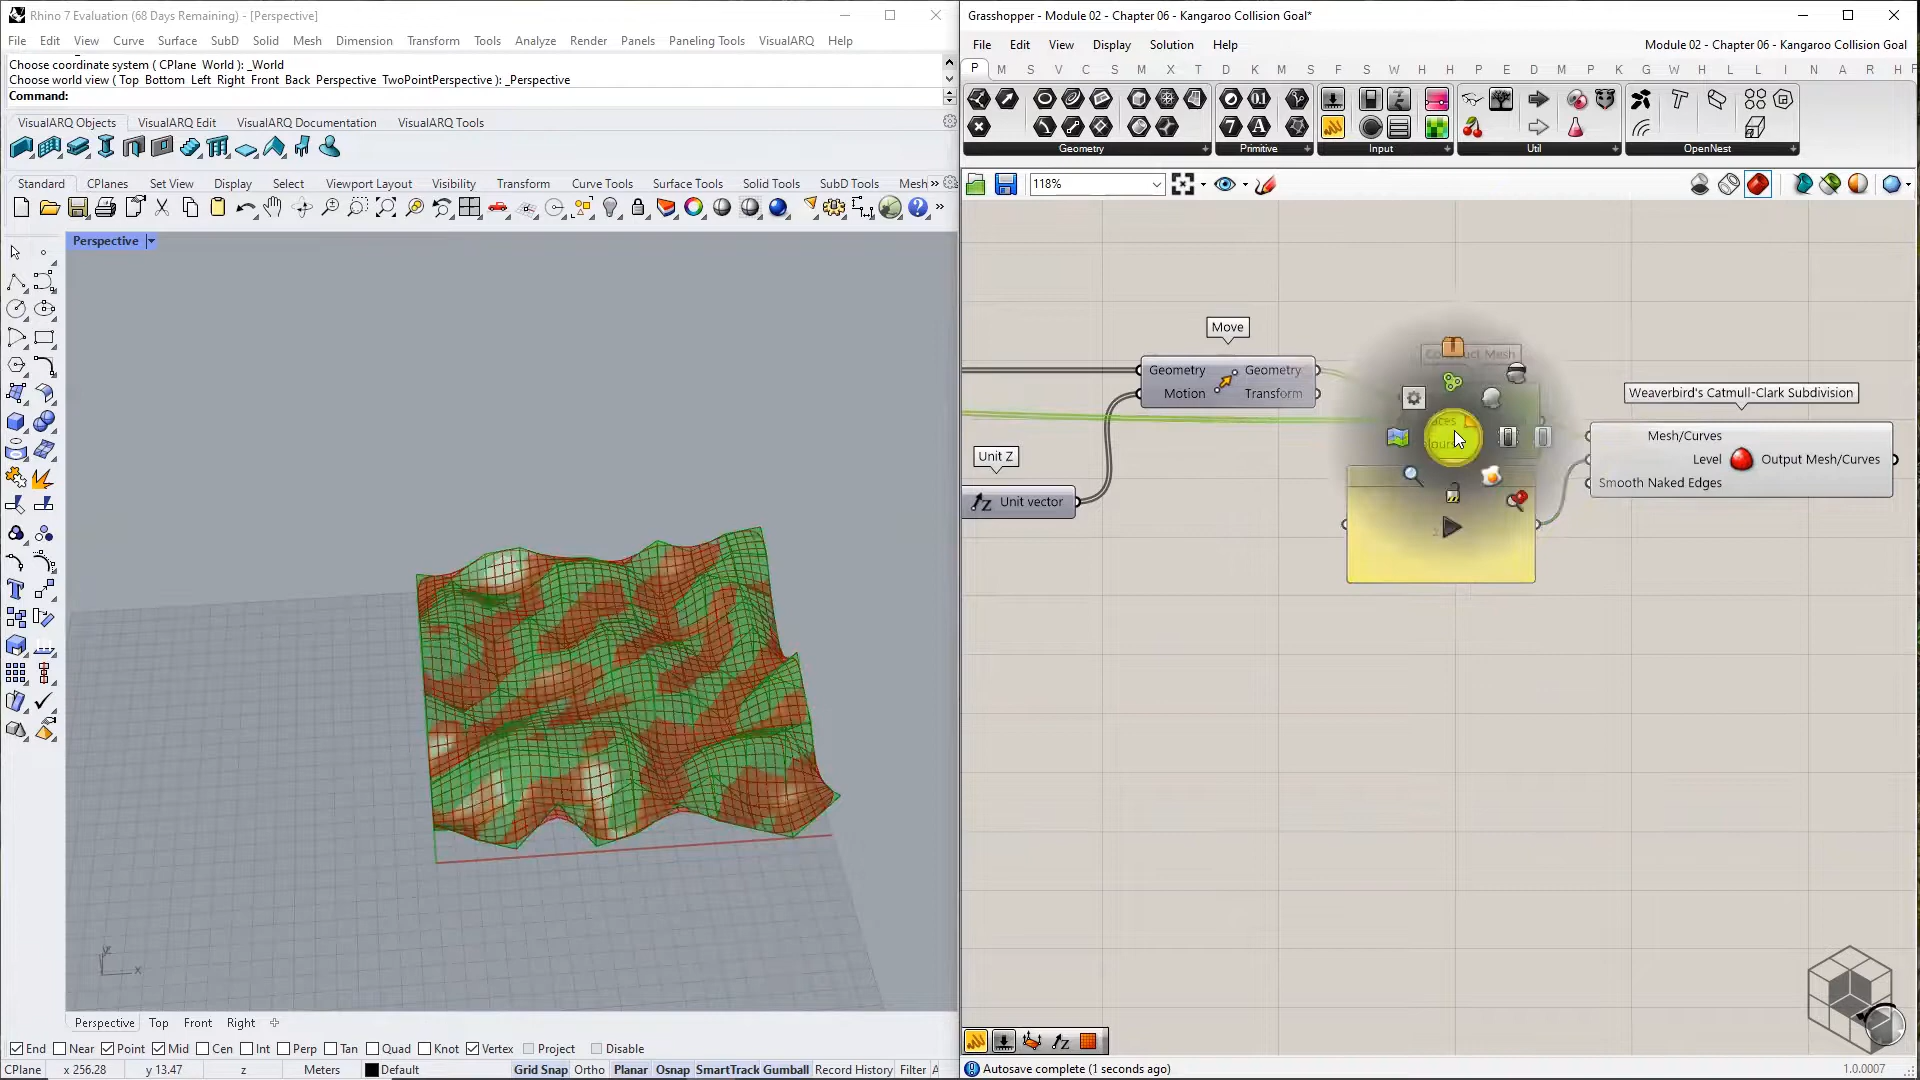 Rhino 7 Evaluation (68 Days Remaining) - [Perspective]
File Edit View Curve Surface SubD Solid Mesh Dimension Transform Tools Analyze Render Panels Paneling Tools VisualARQ Help
Choose coordinate system ( CPlane World ): _World
Choose world view ( Top Bottom Left Right Front Back Perspective TwoPointPerspective ): _Perspective
Command:
VisualARQ Objects VisualARQ Edit VisualARQ Documentation VisualARQ Tools
Standard CPlanes Set View Display Select Viewport Layout Visibility Transform Curve Tools Surface Tools Solid Tools SubD Tools Mesh »
Perspective
y
x
Perspective Top Front Right
End Near Point Mid Cen Int Perp Tan Quad Knot Vertex Project Disable
CPlane x 256.28 y 13.47 z Meters Default Grid Snap Ortho Planar Osnap SmartTrack Gumball Record History Filter A
Grasshopper - Module 02 - Chapter 06 - Kangaroo Collision Goal*
File Edit View Display Solution Help Module 02 - Chapter 06 - Kangaroo Collision Goal
P M S V C S M X T D K M S F S W H H P E D M P K G W H L L I N A R H F
Geometry Primitive Input Util OpenNest
118%
Move
Geometry Geometry
Motion Transform
Unit Z
Unit vector
Construct Mesh
Weaverbird's Catmull-Clark Subdivision
Mesh/Curves
Level Output Mesh/Curves
Smooth Naked Edges
Autosave complete (1 seconds ago) 1.0.0007